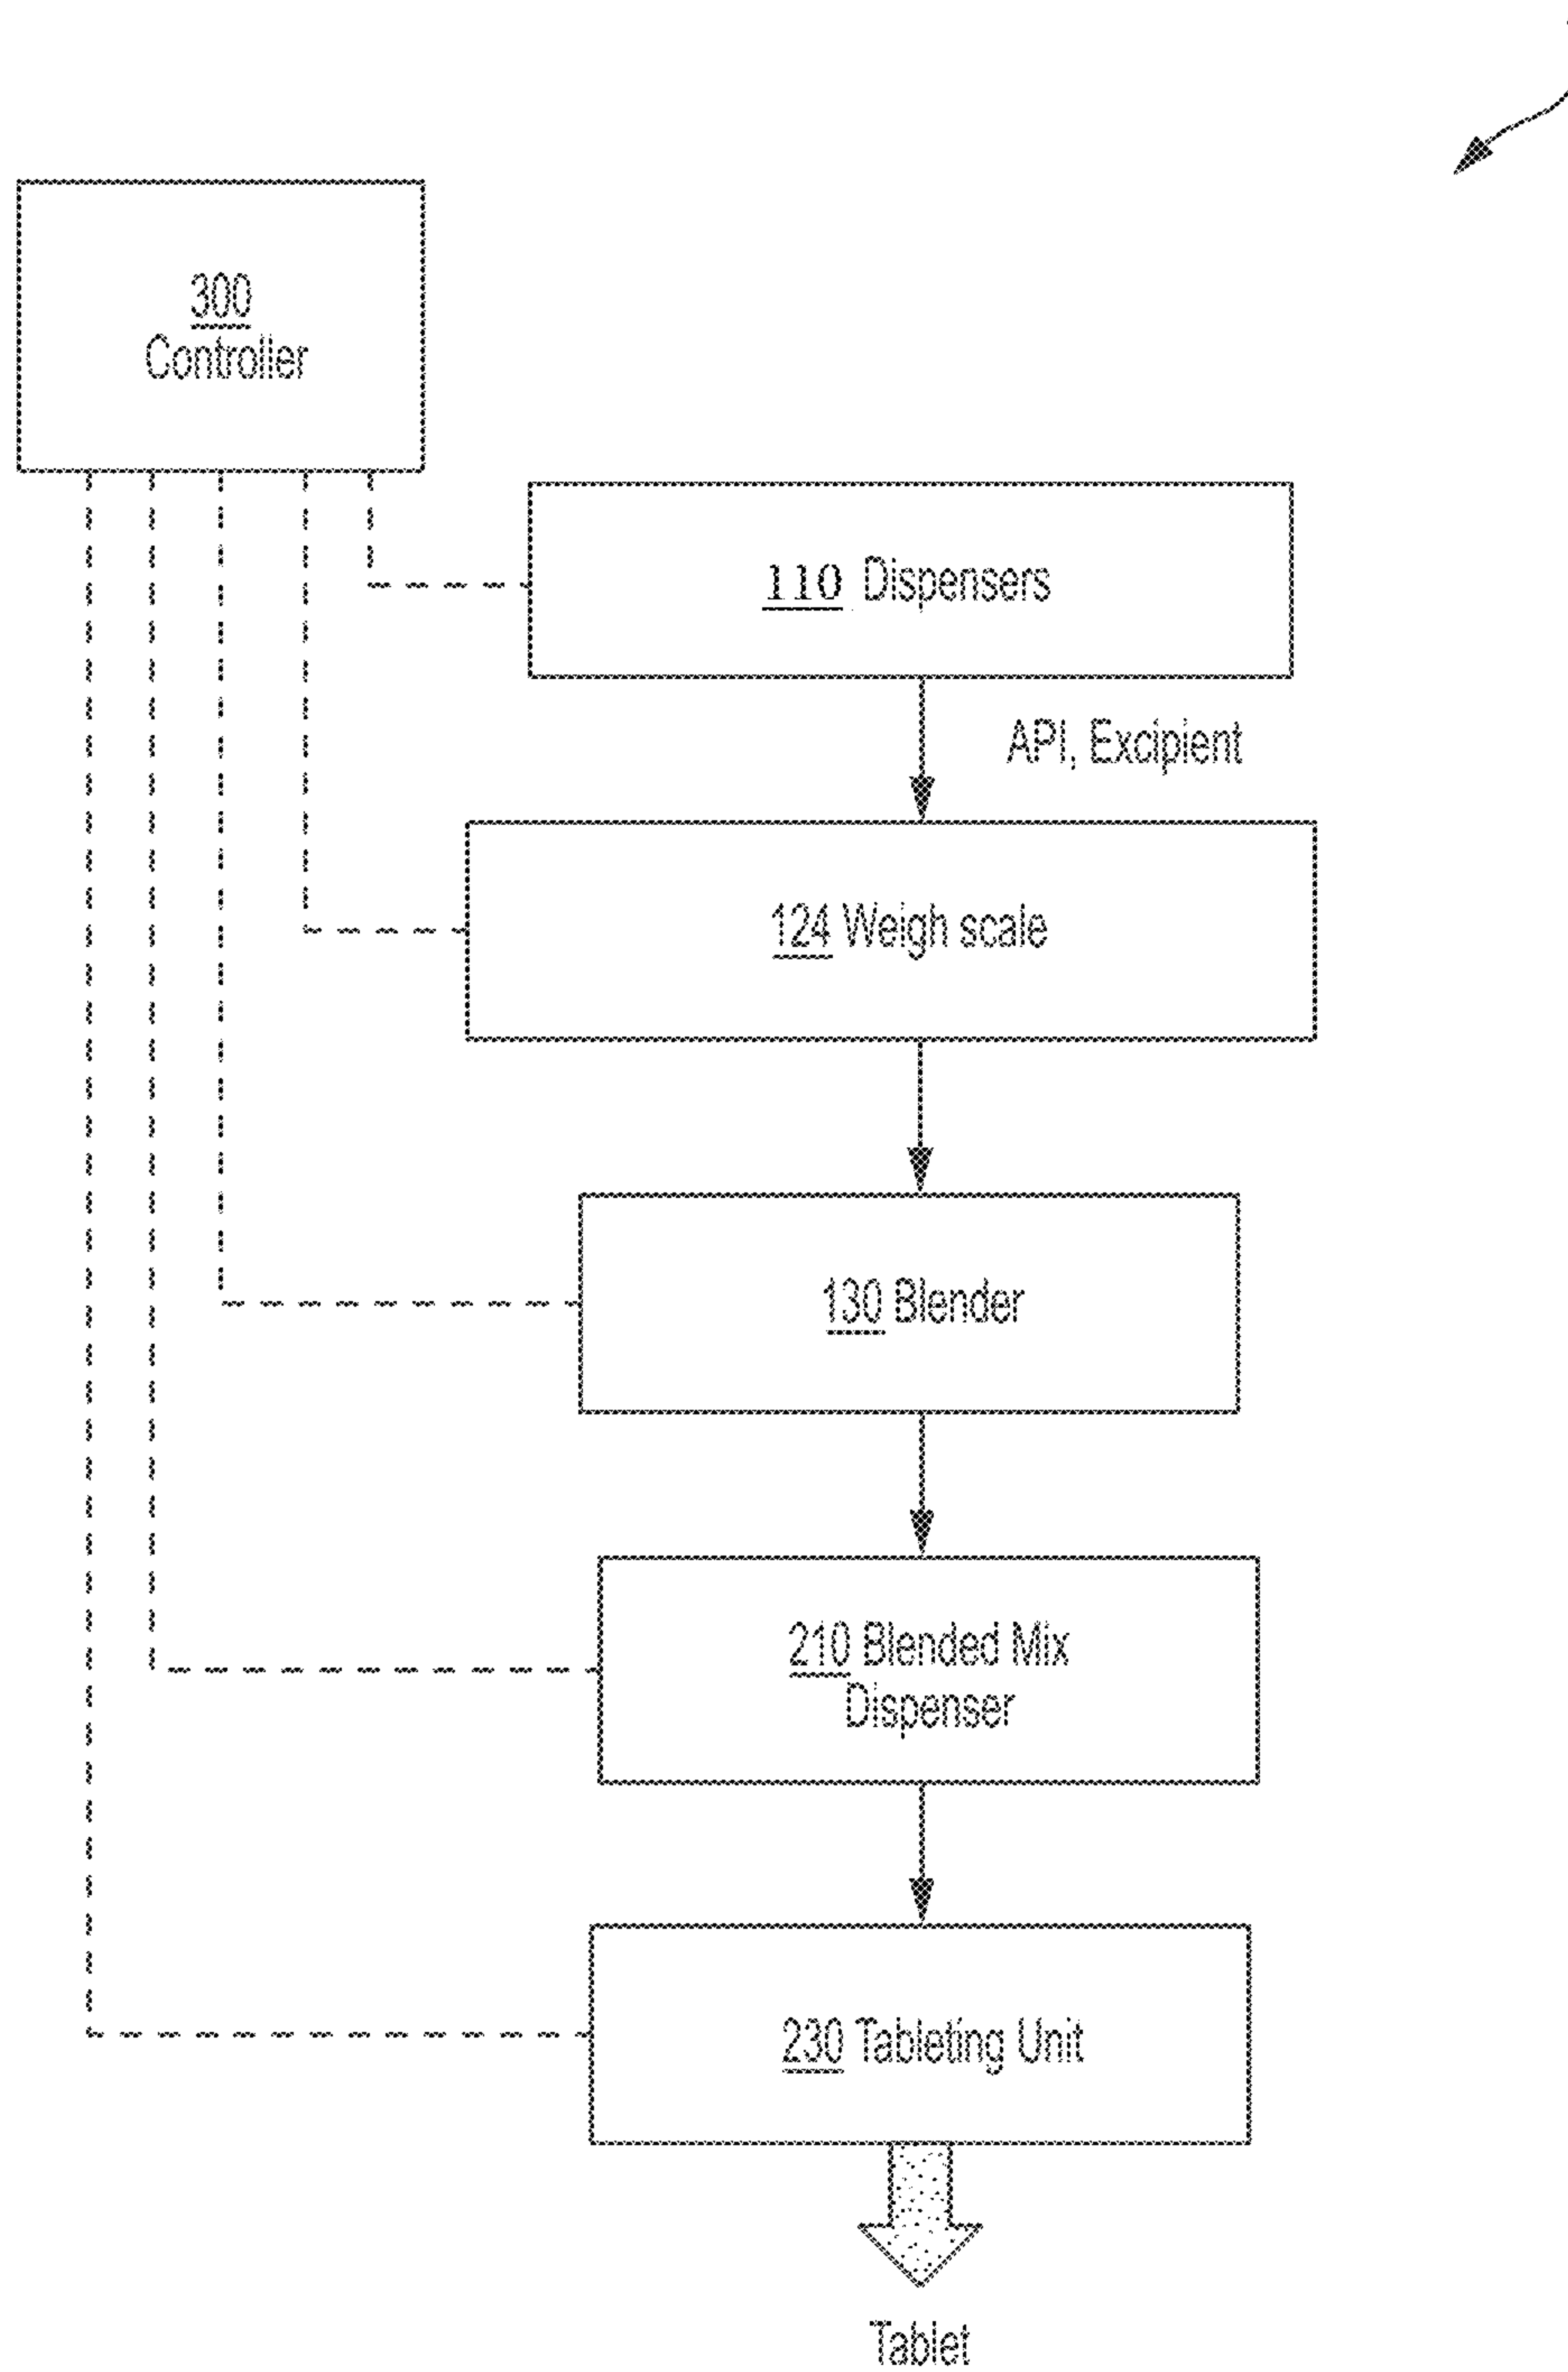 300
Controller
110 Dispensers
API, Excipient
124 Weigh scale
130 Blender
210 Blended Mix
Dispenser
230 Tableting Unit
Tablet